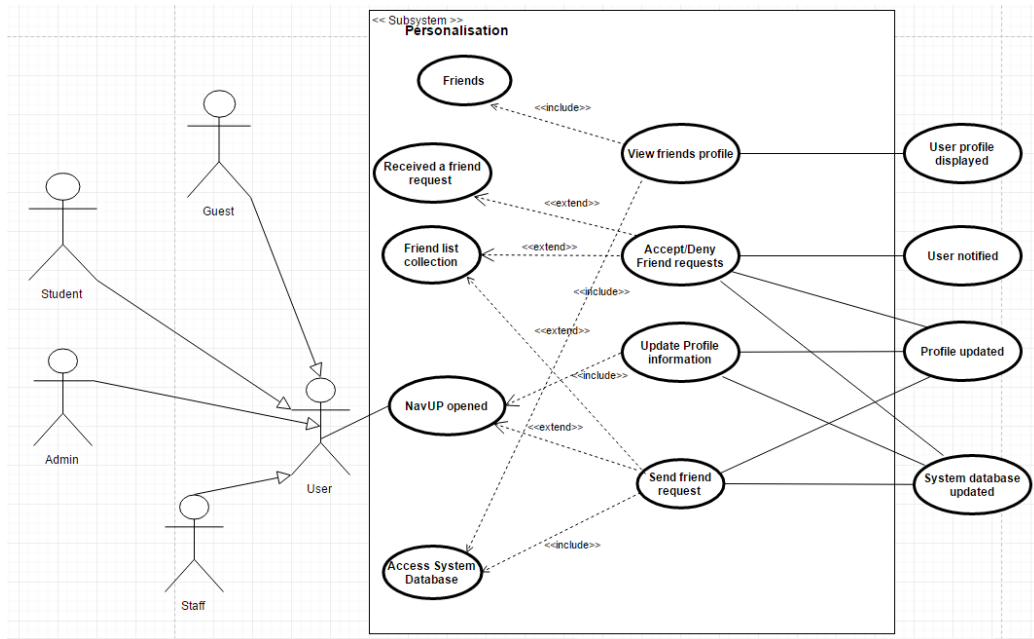 << Subsystem >>
Personalisation
Friends
<<include>>
View friends profile
User profile
displayed
Received a friend
request
<<extend>>
Guest
Friend list
collection
<<extend>>
Accept/Deny
Friend requests
User notified
Student
<<include>>
<<extend>>
Update Profile
information
Profile updated
<<include>>
NavUP opened
<<extend>>
Admin
User
Send friend
request
System database
updated
<<include>>
Access System
Database
Staff